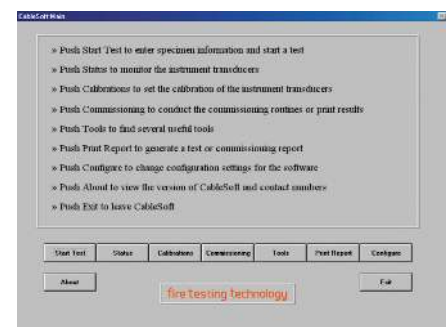 CableSoft Main
» Push Start Test to enter specimen information and start a test
» Push Status to monitor the instrument transducers
» Push Calibrations to set the calibration of the instrument transducers
» Push Commissioning to conduct the commissioning routines or print results
» Push Tools to find several useful tools
» Push Print Report to generate a test or commissioning report
» Push Configure to change configuration settings for the software
» Push About to view the version of CableSoft and contact numbers
» Push Exit to leave CableSoft
Start Test Status Calibrations Commissioning Tools Print Report Configure
About fire testing technology Exit